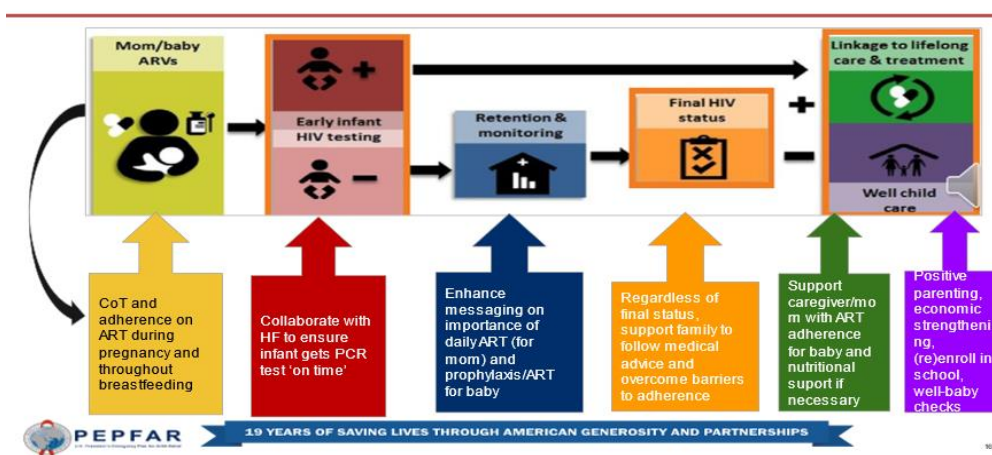 Mom/baby
ARVs
Early infant
HIV testing
Retention &
monitoring
Final HIV
status
Linkage to lifelong
care & treatment
Well child
care
CoT and
adherence on
ART during
pregnancy and
throughout
breastfeeding
Collaborate with
HF to ensure
infant gets PCR
test ‘on time’
Enhance
messaging on
importance of
daily ART (for
mom) and
prophylaxis/ART
for baby
Regardless of
final status,
support family to
follow medical
advice and
overcome barriers
to adherence
Support
caregiver/mo
m with ART
adherence
for baby and
nutritional
suport if
necessary
Positive
parenting,
economic
strengtheni
ng,
(re)enroll in
school,
well-baby
checks
PEPFAR
19 YEARS OF SAVING LIVES THROUGH AMERICAN GENEROSITY AND PARTNERSHIPS